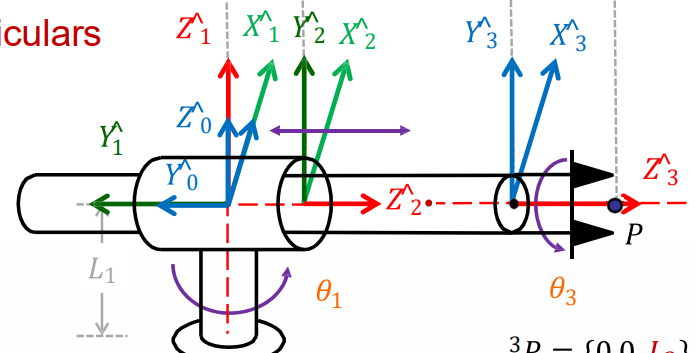 iculars
Z^1 X^1 Y^2 X^2 Y^3 X^3
Z^0
Y^1
Y^0
Z^2
Z^3
P
L1
θ1
θ3